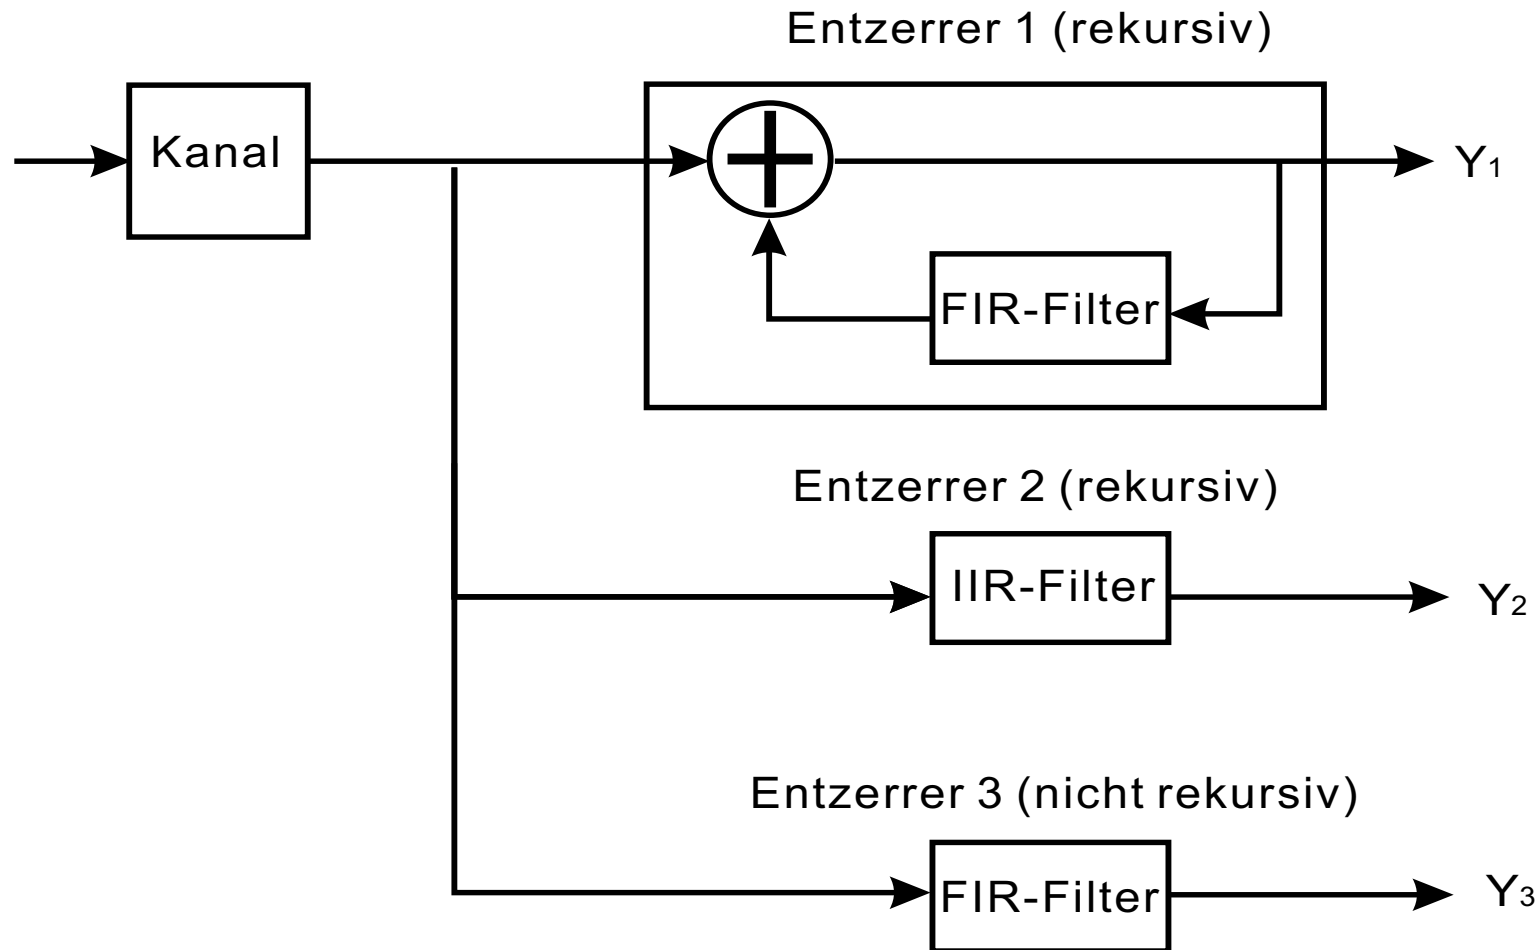 Entzerrer 1 (rekursiv)
Kanal
Y1
FIR-Filter
Entzerrer 2 (rekursiv)
IIR-Filter
Y2
Entzerrer 3 (nicht rekursiv)
FIR-Filter
Y3